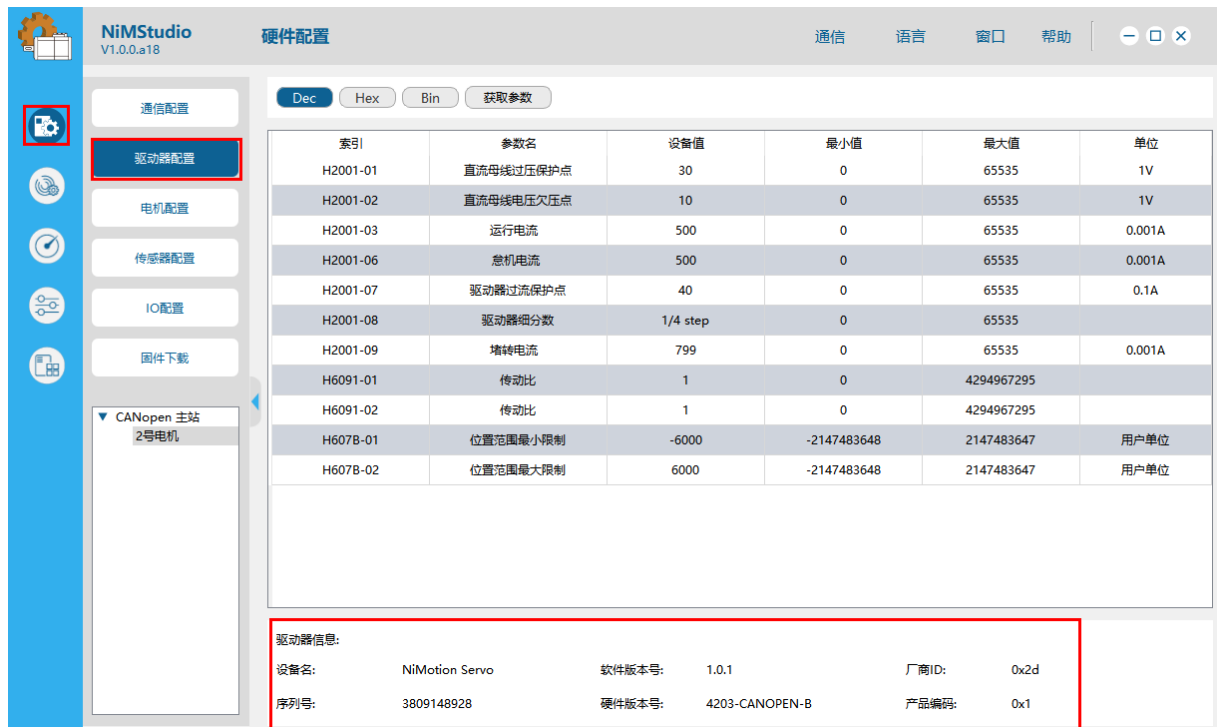 NiMStudio
V1.0.0.a18
硬件配置
通信 语言 窗口 帮助
通信配置
驱动器配置
电机配置
传感器配置
IO配置
固件下载
CANopen 主站
2号电机
Dec Hex Bin 获取参数
索引 参数名 设备值 最小值 最大值 单位
H2001-01 直流母线过压保护点 30 0 65535 1V
H2001-02 直流母线电压欠压点 10 0 65535 1V
H2001-03 运行电流 500 0 65535 0.001A
H2001-06 怠机电流 500 0 65535 0.001A
H2001-07 驱动器过流保护点 40 0 65535 0.1A
H2001-08 驱动器细分数 1/4 step 0 65535
H2001-09 堵转电流 799 0 65535 0.001A
H6091-01 传动比 1 0 4294967295
H6091-02 传动比 1 0 4294967295
H607B-01 位置范围最小限制 -6000 -2147483648 2147483647 用户单位
H607B-02 位置范围最大限制 6000 -2147483648 2147483647 用户单位
驱动器信息:
设备名: NiMotion Servo 软件版本号: 1.0.1 厂商ID: 0x2d
序列号: 3809148928 硬件版本号: 4203-CANOPEN-B 产品编码: 0x1